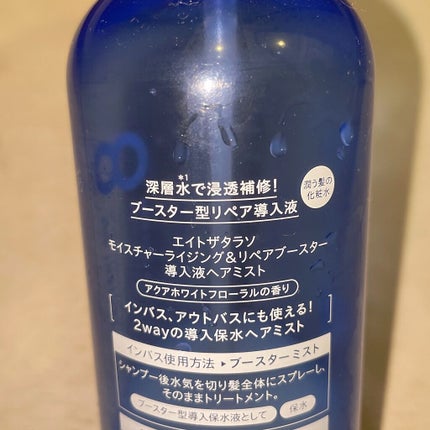 深層水*1で浸透補修!
ブースター型リペア導入液
潤う髪の
化粧水
エイトザタラソ
モイスチャーライジング&リペアブースター
導入液ヘアミスト
アクアホワイトフローラルの香り
インバス、アウトバスにも使える!
2wayの導入保水ヘアミスト
インバス使用方法 ▶ ブースターミスト
シャンプー後水気を切り髪全体にスプレーし、
そのままトリートメント。
ブースター型導入保水液として 保水